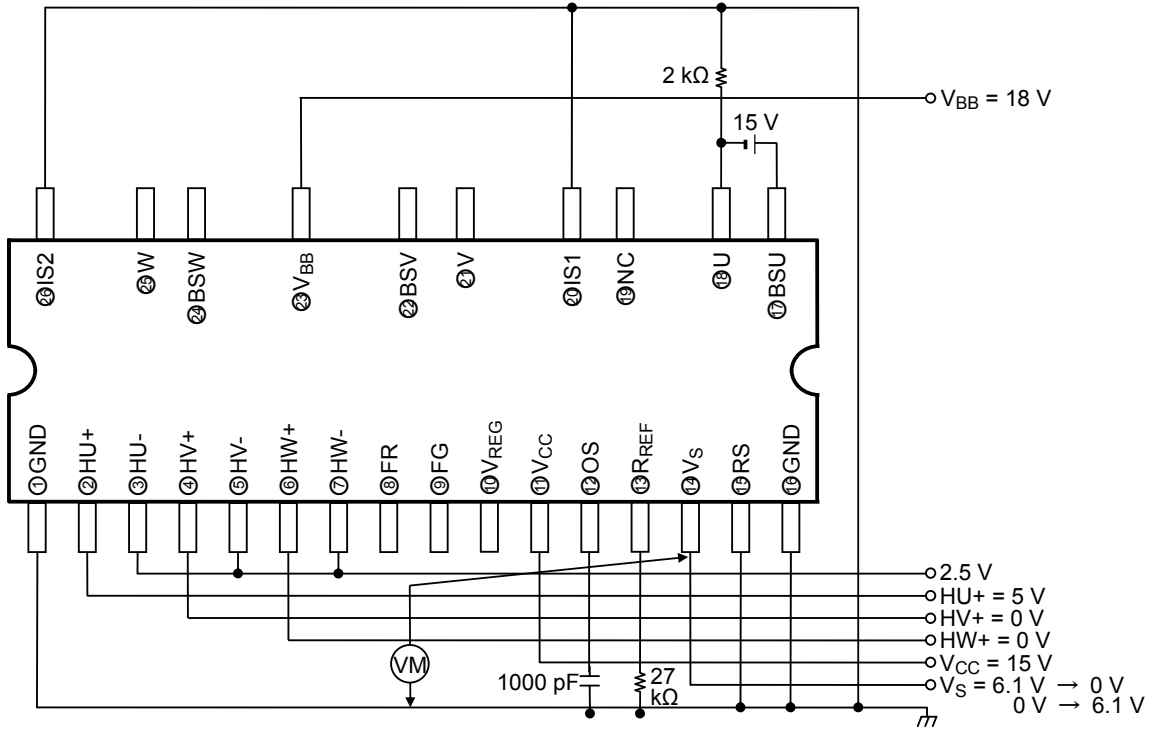 2 kΩ
V_BB = 18 V
15 V
㉖IS2
㉕W
㉔BSW
㉓V_BB
㉒BSV
㉑V
⑳IS1
⑲NC
⑱U
⑰BSU
①GND
②HU+
③HU-
④HV+
⑤HV-
⑥HW+
⑦HW-
⑧FR
⑨FG
⑩V_REG
⑪V_CC
⑫OS
⑬R_REF
⑭V_S
⑮RS
⑯GND
2.5 V
HU+ = 5 V
HV+ = 0 V
HW+ = 0 V
V_CC = 15 V
V_S = 6.1 V → 0 V
0 V → 6.1 V
VM
1000 pF
27
kΩ